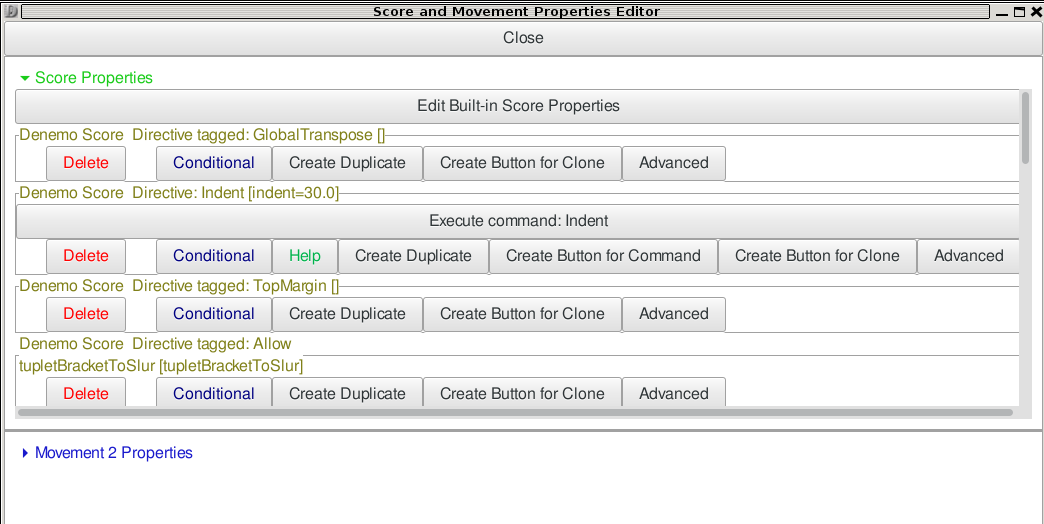 Score and Movement Properties Editor
Close
Score Properties
Edit Built-in Score Properties
Denemo Score  Directive tagged: GlobalTranspose []
Delete Conditional Create Duplicate Create Button for Clone Advanced
Denemo Score  Directive: Indent [indent=30.0]
Execute command: Indent
Delete Conditional Help Create Duplicate Create Button for Command Create Button for Clone Advanced
Denemo Score  Directive tagged: TopMargin []
Delete Conditional Create Duplicate Create Button for Clone Advanced
Denemo Score  Directive tagged: Allow
tupletBracketToSlur [tupletBracketToSlur]
Delete Conditional Create Duplicate Create Button for Clone Advanced
Movement 2 Properties